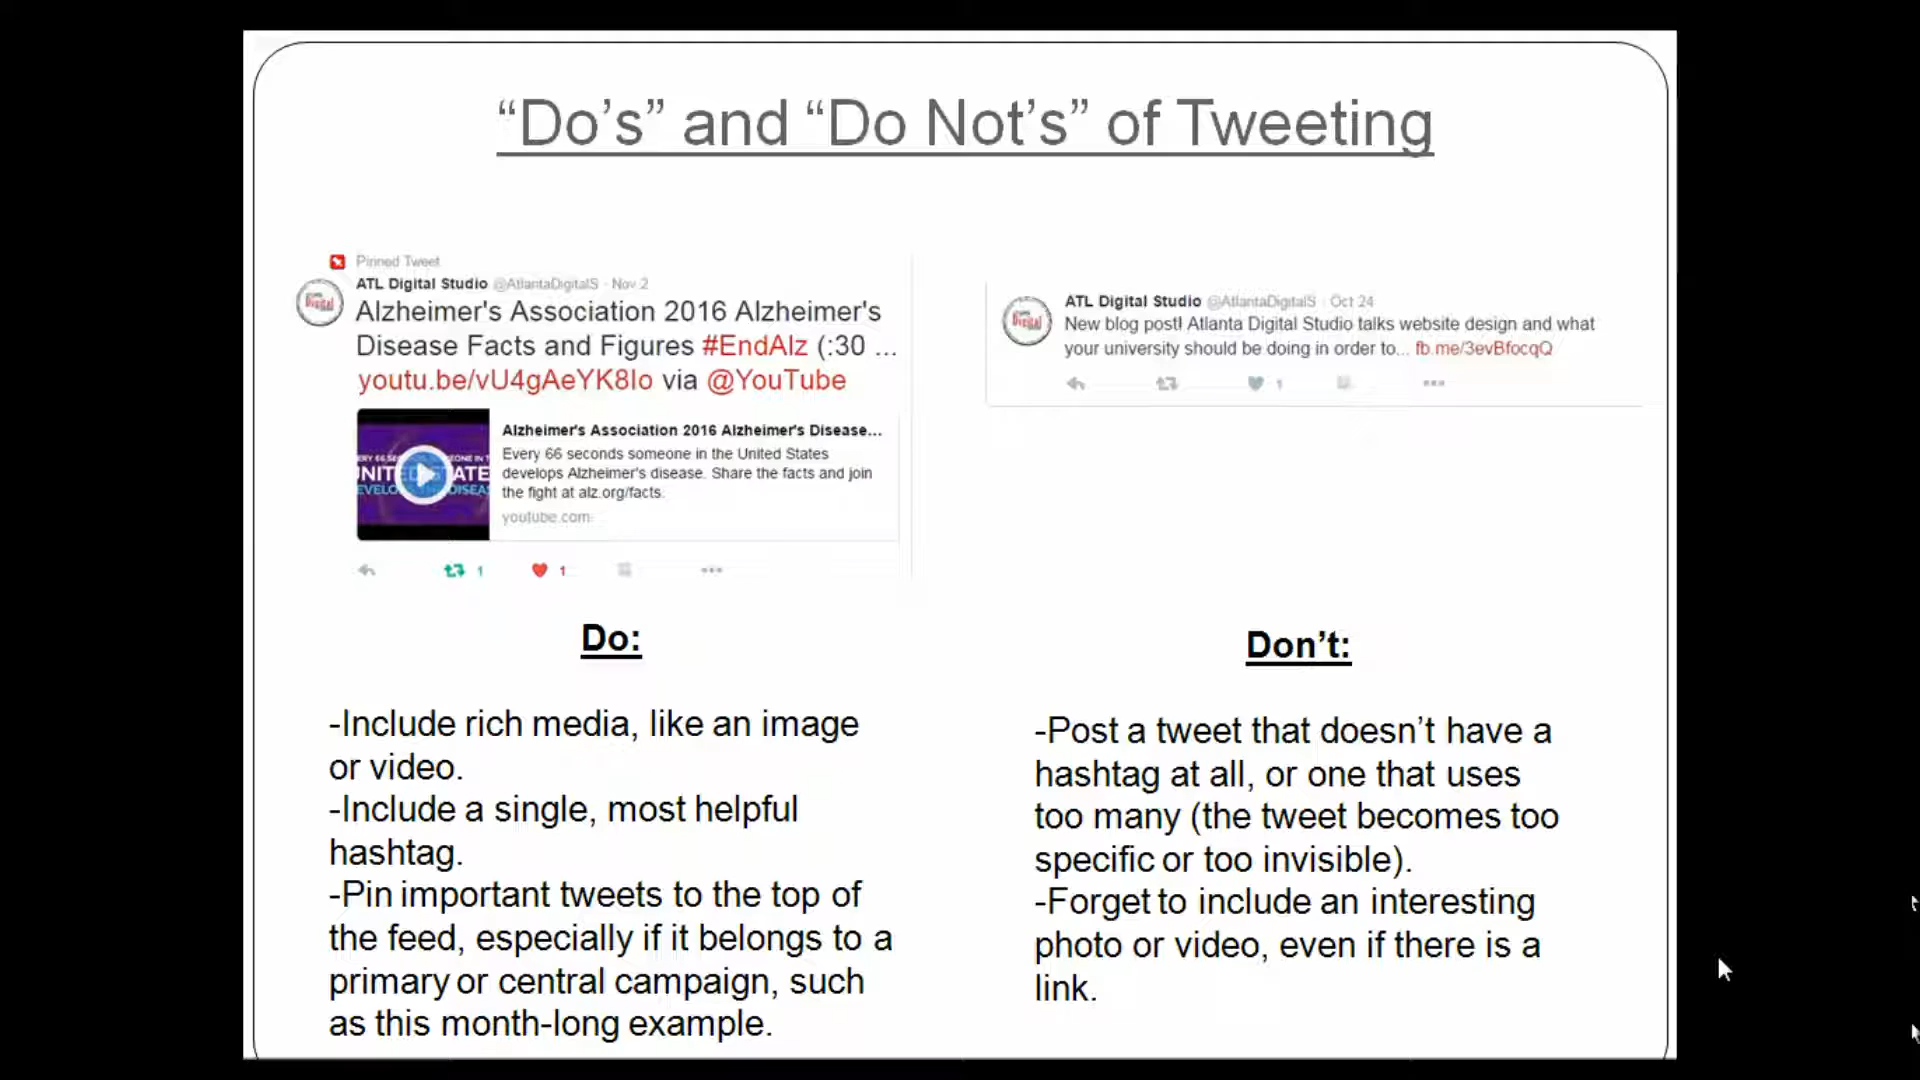 “Do’s” and “Do Not’s” of Tweeting
Pinned Tweet
ATL Digital Studio @AtlantaDigitalS · Nov 2
Alzheimer's Association 2016 Alzheimer's
Disease Facts and Figures #EndAlz (:30 ...
youtu.be/vU4gAeYK8Io via @YouTube
Alzheimer's Association 2016 Alzheimer's Disease...
Every 66 seconds someone in the United States
develops Alzheimer's disease. Share the facts and join
the fight at alz.org/facts.
youtube.com
1 1
ATL Digital Studio @AtlantaDigitalS · Oct 24
New blog post! Atlanta Digital Studio talks website design and what
your university should be doing in order to... fb.me/3evBfocqQ
1
Do:
-Include rich media, like an image
or video.
-Include a single, most helpful
hashtag.
-Pin important tweets to the top of
the feed, especially if it belongs to a
primary or central campaign, such
as this month-long example.
Don’t:
-Post a tweet that doesn’t have a
hashtag at all, or one that uses
too many (the tweet becomes too
specific or too invisible).
-Forget to include an interesting
photo or video, even if there is a
link.